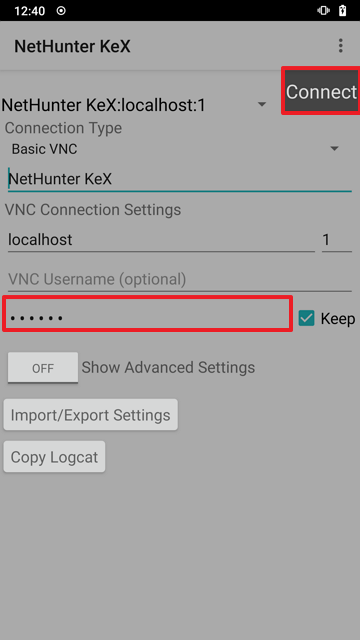 12:40
NetHunter KeX
Connect
NetHunter KeX:localhost:1
Connection Type
Basic VNC
NetHunter KeX
VNC Connection Settings
localhost 1
VNC Username (optional)
••••••
Keep
OFF Show Advanced Settings
Import/Export Settings
Copy Logcat